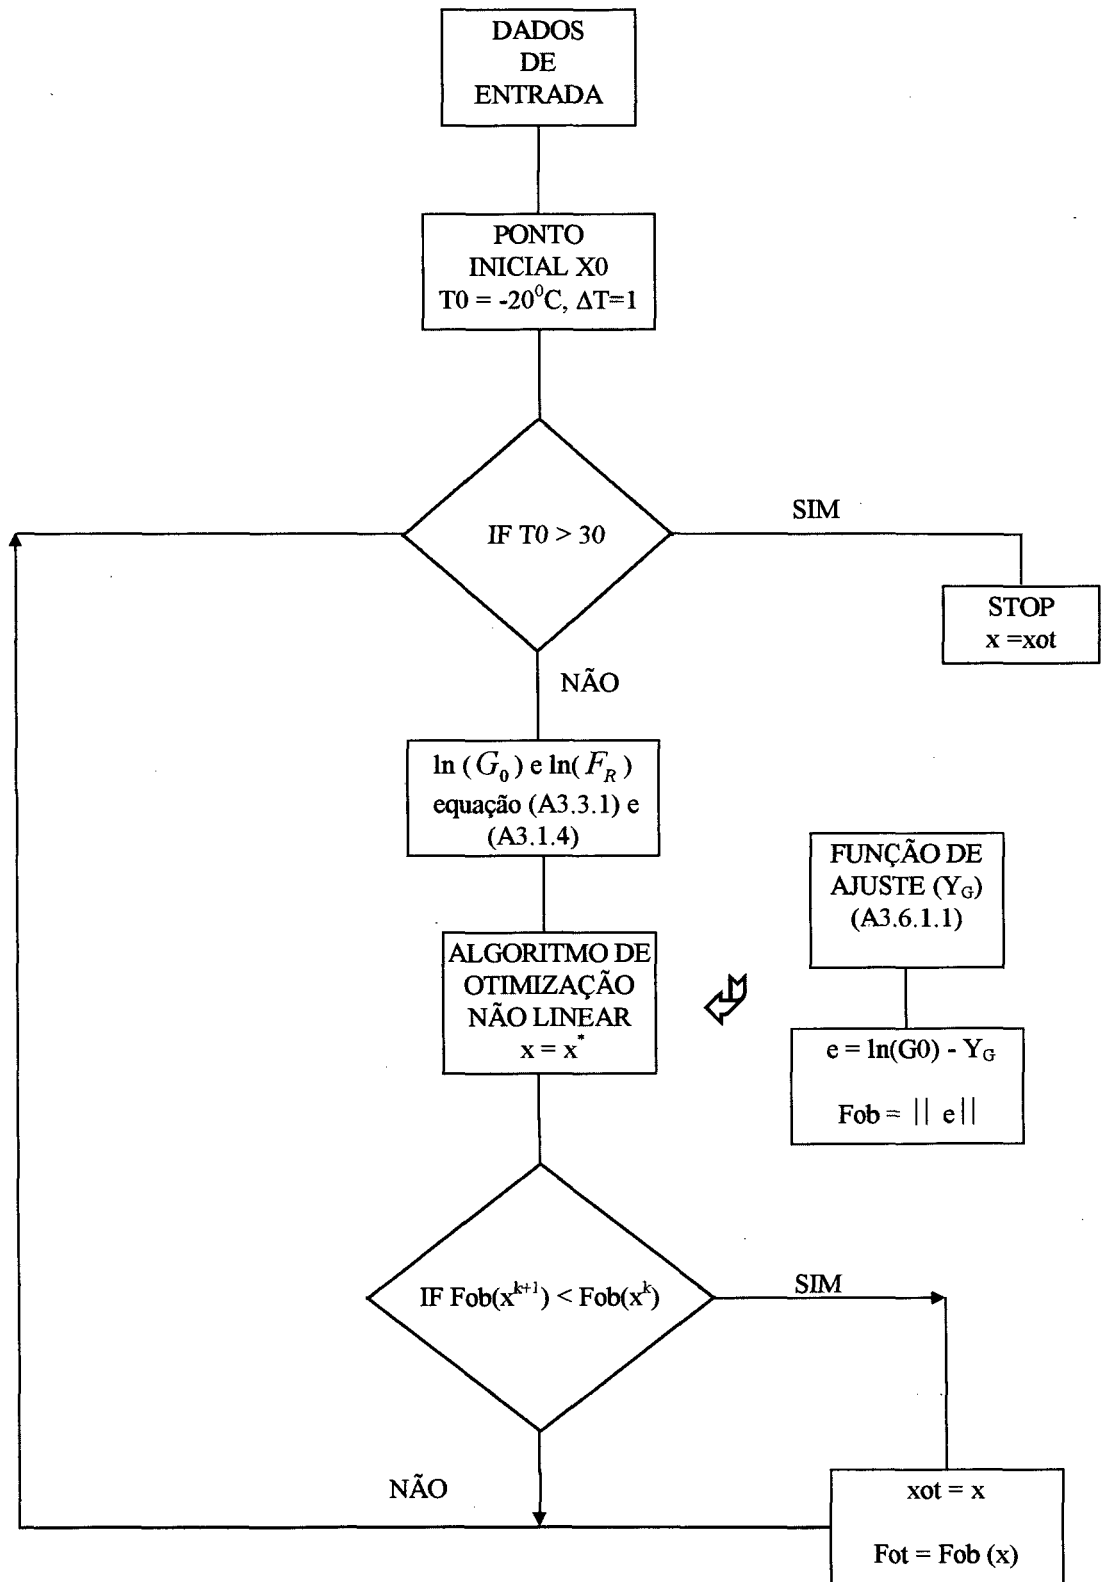 DADOS
DE
ENTRADA
PONTO
INICIAL X0
T0 = -20⁰C, ΔT=1
IF T0 > 30
SIM
STOP
x =xot
NÃO
ln (G₀) e ln(F_R)
equação (A3.3.1) e
(A3.1.4)
FUNÇÃO DE
AJUSTE (Y_G)
(A3.6.1.1)
ALGORITMO DE
OTIMIZAÇÃO
NÃO LINEAR
x = x*
e = ln(G0) - Y_G
Fob = || e ||
IF Fob(x^{k+1}) < Fob(x^k)
SIM
NÃO
xot = x
Fot = Fob (x)